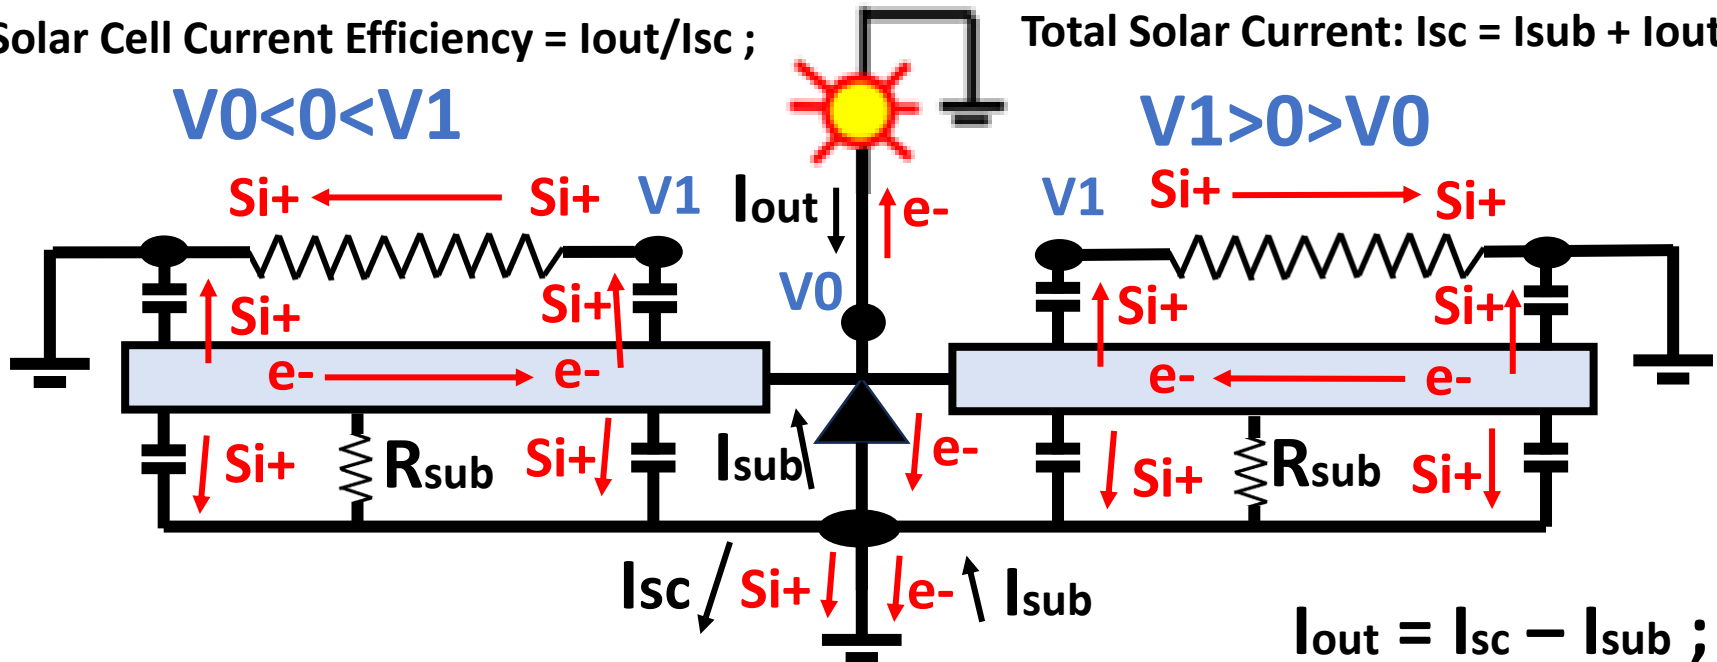 Solar Cell Current Efficiency = Iout/Isc ;
Total Solar Current: Isc = Isub + Iout
V0<0<V1
V1>0>V0
Si+ Si+ V1
Iout e-
V1 Si+ Si+
V0
Si+ Si+
Si+ Si+
e- e-
e- e-
Si+ Rsub Si+
Isub e-
Si+ Rsub Si+
Isc Si+ e- Isub
Iout = Isc – Isub ;